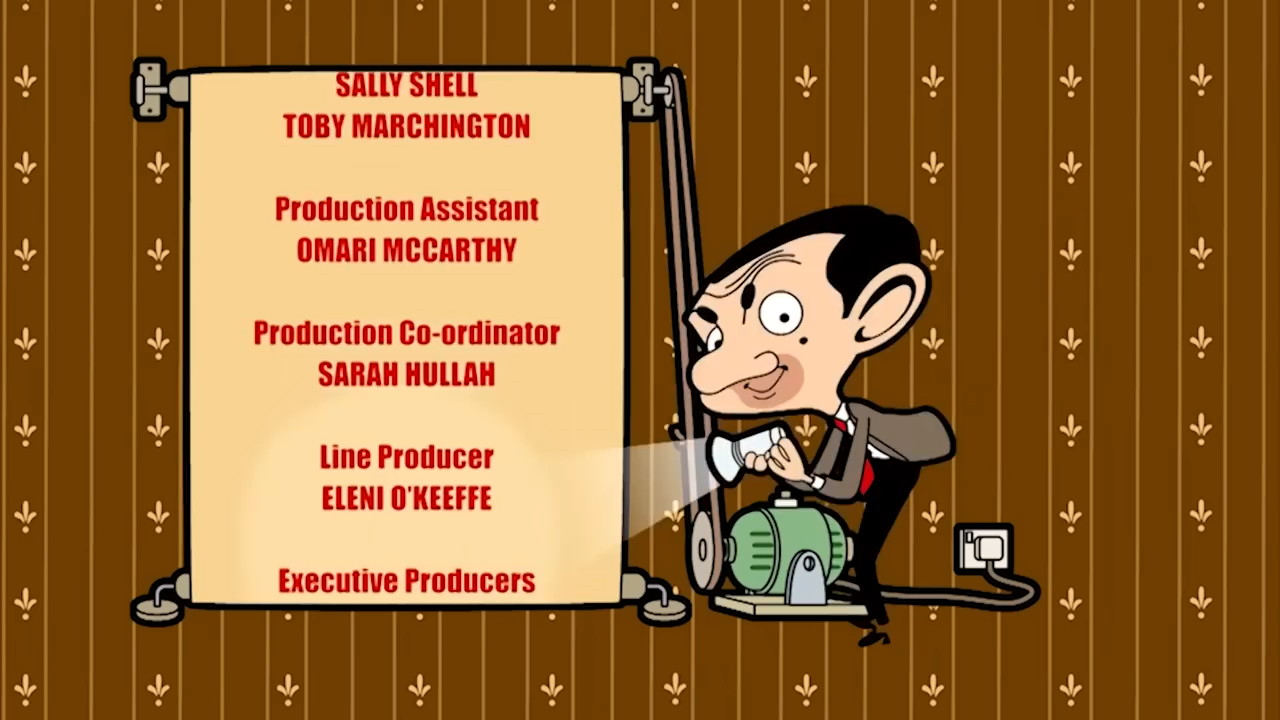 SALLY SHELL
TOBY MARCHINGTON
Production Assistant
OMARI MCCARTHY
Production Co-ordinator
SARAH HULLAH
Line Producer
ELENI O'KEEFFE
Executive Producers